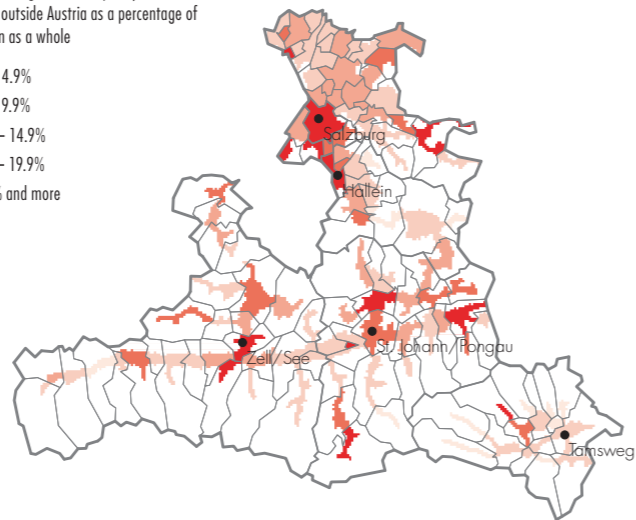 outside Austria as a percentage of
as a whole
4.9%
9.9%
– 14.9%
– 19.9%
and more
Salzburg
Hallein
Zell/See
St. Johann/Pongau
Tamsweg